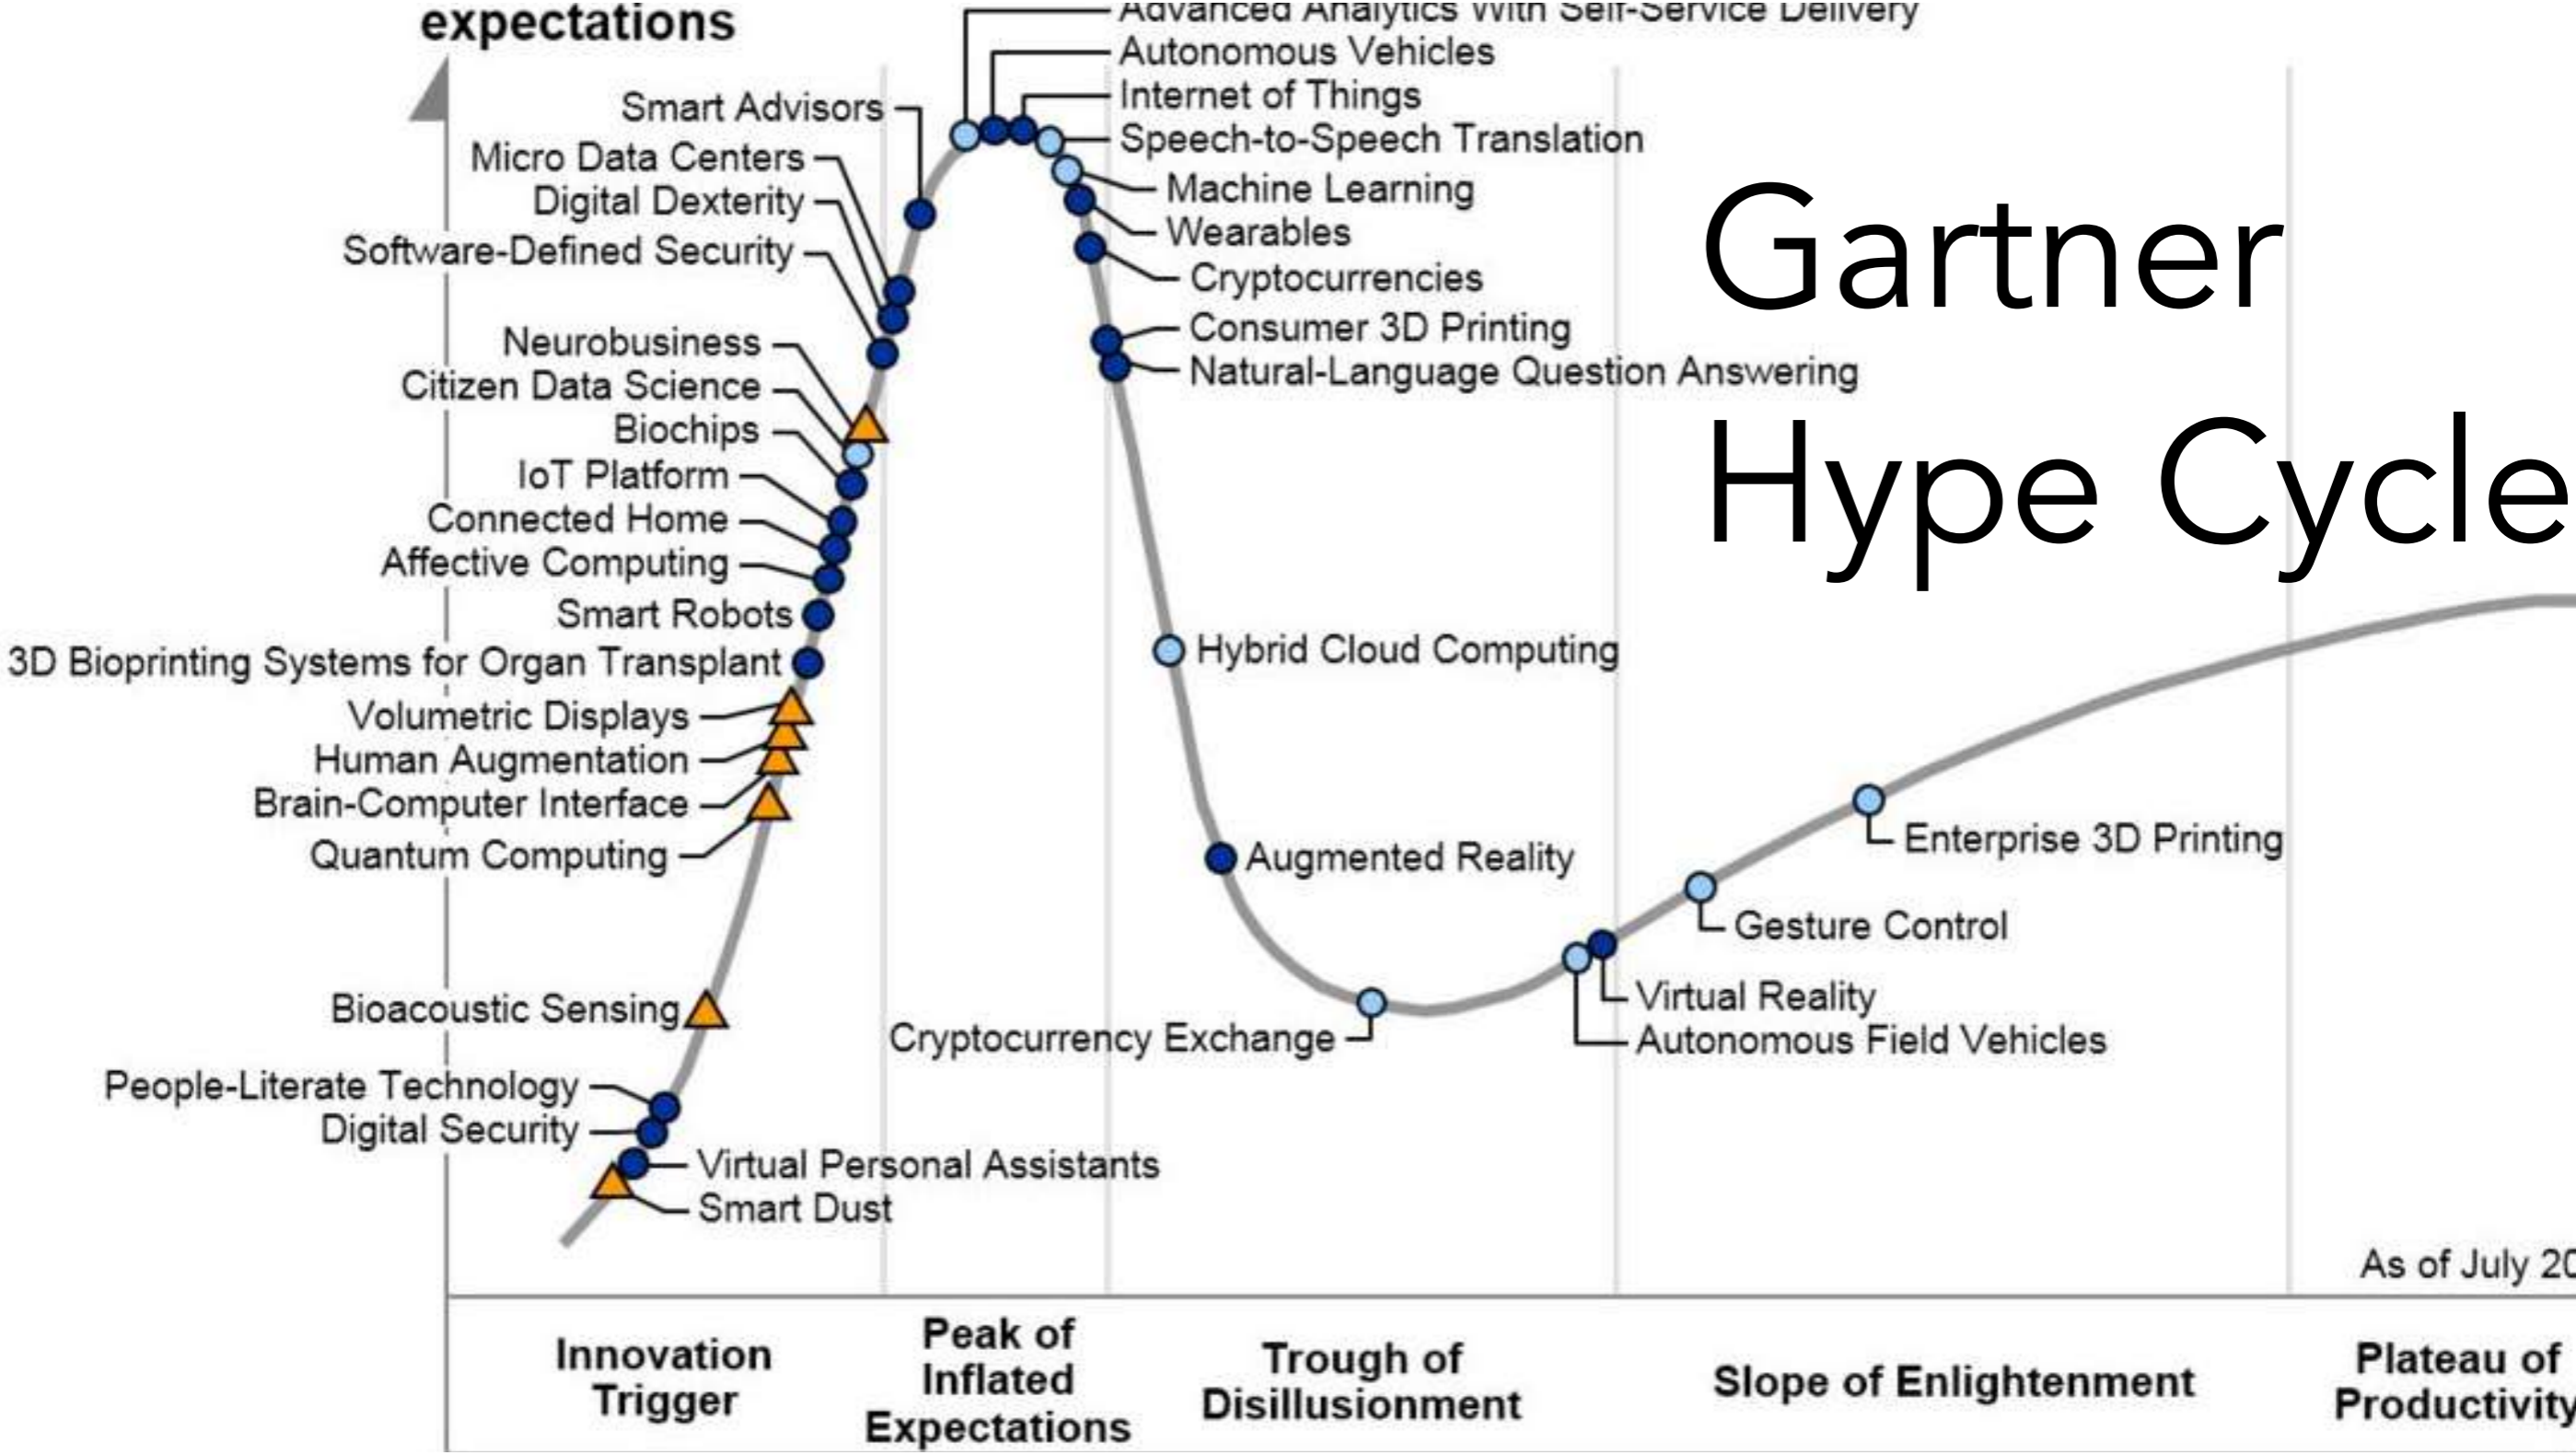 expectations
Advanced Analytics With Self-Service Delivery
Autonomous Vehicles
Internet of Things
Smart Advisors
Speech-to-Speech Translation
Micro Data Centers
Machine Learning
Digital Dexterity
Wearables
Software-Defined Security
Cryptocurrencies
Consumer 3D Printing
Neurobusiness
Natural-Language Question Answering
Citizen Data Science
Biochips
Gartner
Hype Cycle
IoT Platform
Connected Home
Affective Computing
Smart Robots
Hybrid Cloud Computing
3D Bioprinting Systems for Organ Transplant
Volumetric Displays
Human Augmentation
Brain-Computer Interface
Enterprise 3D Printing
Quantum Computing
Augmented Reality
Gesture Control
Virtual Reality
Bioacoustic Sensing
Cryptocurrency Exchange
Autonomous Field Vehicles
People-Literate Technology
Digital Security
Virtual Personal Assistants
Smart Dust
As of July 20
Innovation
Trigger
Peak of
Inflated
Expectations
Trough of
Disillusionment
Slope of Enlightenment
Plateau of
Productivity